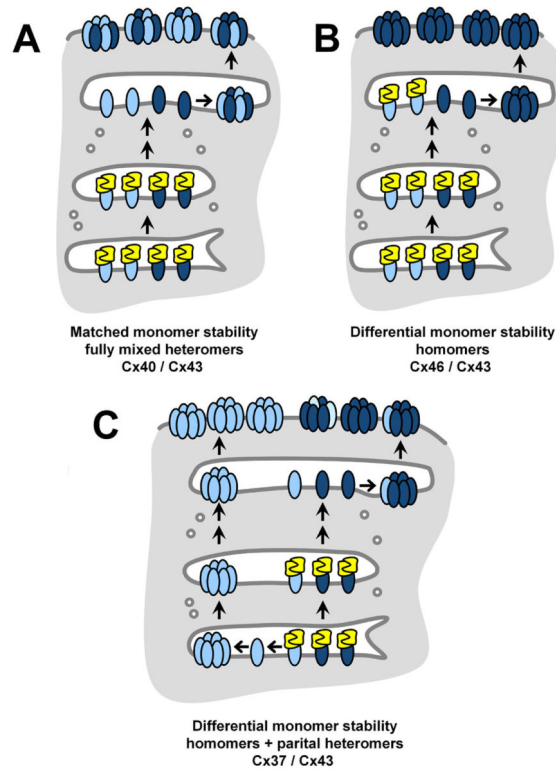 A
Matched monomer stability
fully mixed heteromers
Cx40 / Cx43
B
Differential monomer stability
homomers
Cx46 / Cx43
C
Differential monomer stability
homomers + parital heteromers
Cx37 / Cx43